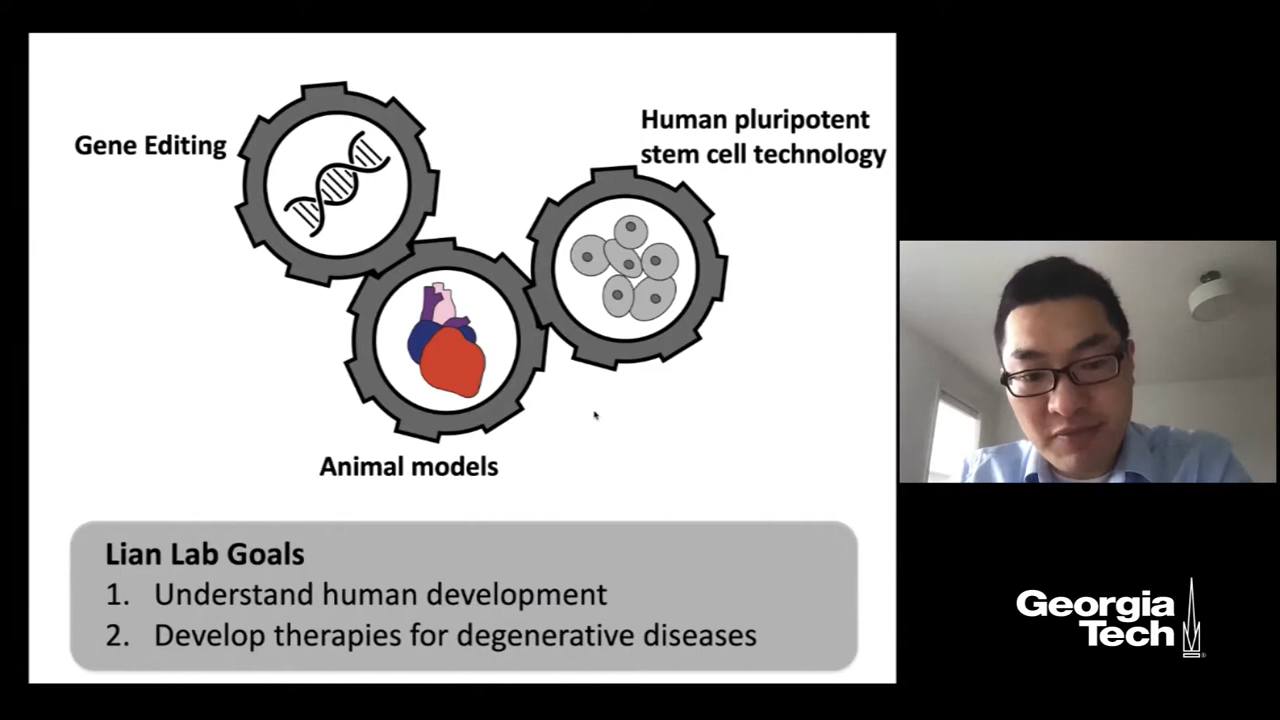 Gene Editing
Human pluripotent
stem cell technology
Animal models
Lian Lab Goals
1. Understand human development
2. Develop therapies for degenerative diseases
Georgia
Tech